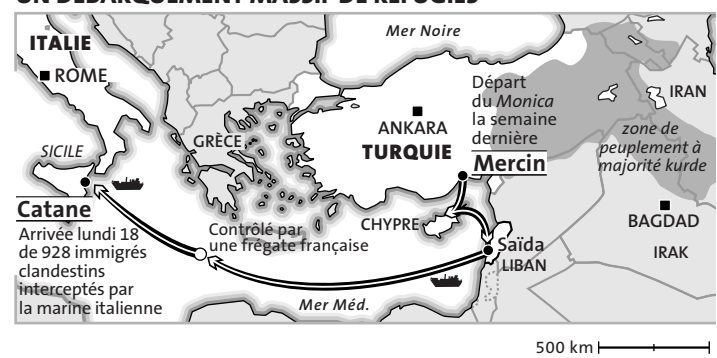 UN DÉBARQUEMENT MASSIF DE RÉFUGIÉS
ITALIE
ROME
SICILE
Catane
Arrivée lundi 18
de 928 immigrés
clandestins
interceptés par
la marine italienne
GRÈCE
Contrôlé par
une frégate française
Mer Méd.
Mer Noire
ANKARA
TURQUIE
Départ
du Monica
la semaine
dernière
Mercin
CHYPRE
Saïda
LIBAN
IRAN
zone de
peuplement à
majorité kurde
BAGDAD
IRAK
500 km